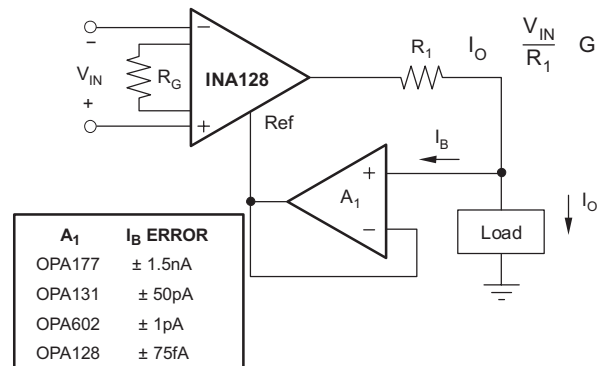 −
V_IN
+
R_G
−
INA128
+
Ref
R_1
I_O V_IN / R_1 G
I_B
+
A_1
−
Load
I_O
A_1 I_B ERROR
OPA177 ± 1.5nA
OPA131 ± 50pA
OPA602 ± 1pA
OPA128 ± 75fA